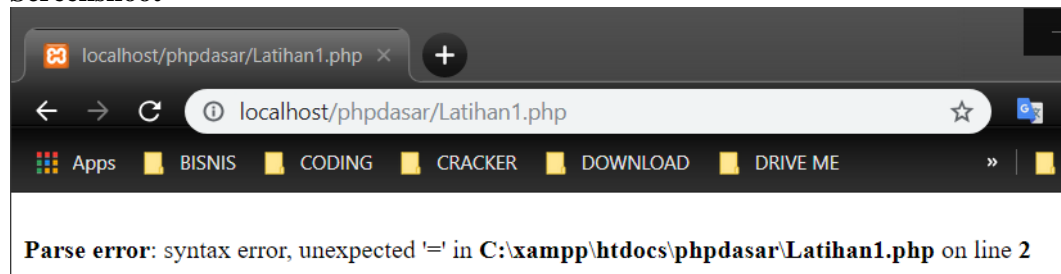 Screenshoot
localhost/phpdasar/Latihan1.php
localhost/phpdasar/Latihan1.php
Apps BISNIS CODING CRACKER DOWNLOAD DRIVE ME »
Parse error: syntax error, unexpected '=' in C:\xampp\htdocs\phpdasar\Latihan1.php on line 2